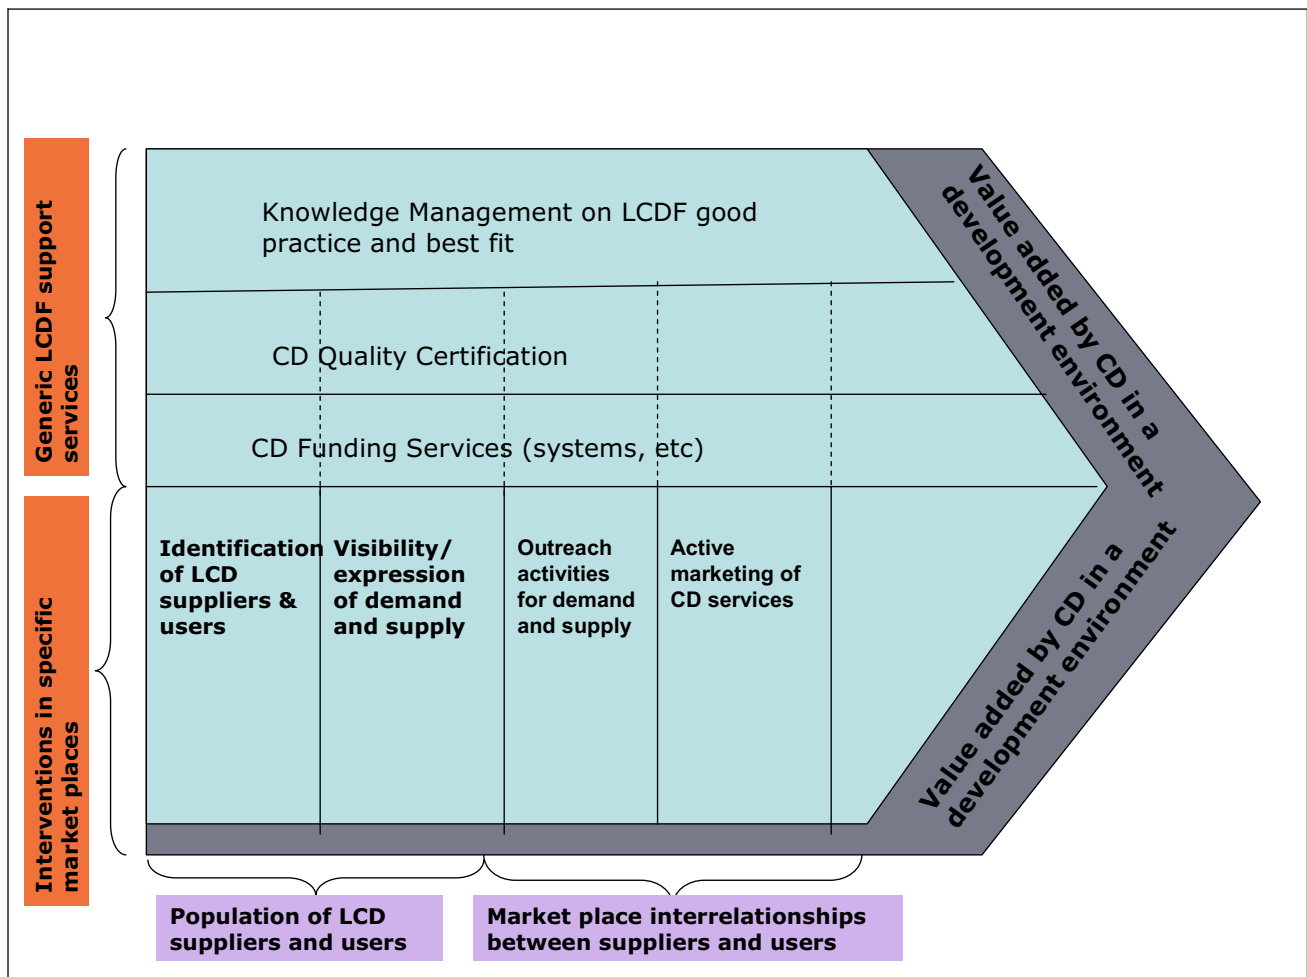 Generic LCDF support
services
Knowledge Management on LCDF good
practice and best fit
CD Quality Certification
CD Funding Services (systems, etc)
Value added by CD in a
development environment
Interventions in specific
market places
Identification
of LCD
suppliers &
users
Visibility/
expression
of demand
and supply
Outreach
activities
for demand
and supply
Active
marketing of
CD services
Value added by CD in a
development environment
Population of LCD
suppliers and users
Market place interrelationships
between suppliers and users